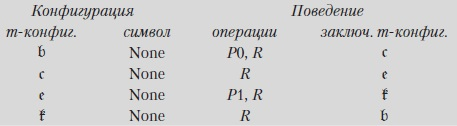 Конфигурация Поведение
m-конфиг. символ операции заключ. m-конфиг.
𝔟 None P0, R 𝔠
𝔠 None R 𝔢
𝔢 None P1, R 𝔨
𝔨 None R 𝔟